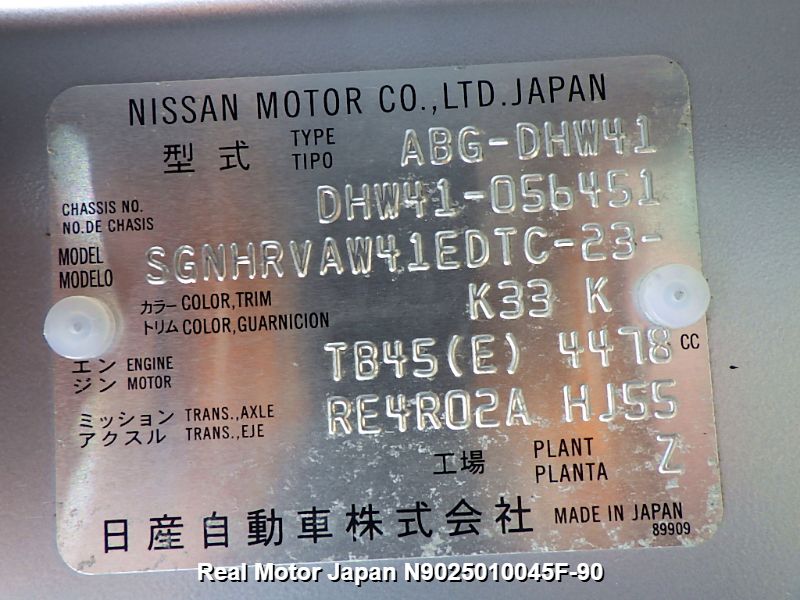 NISSAN MOTOR CO.,LTD.JAPAN
型式 TYPE TIPO ABG-DHW41
CHASSIS NO. NO.DE CHASIS DHW41-056451
MODEL MODELO SGNHRVAW41EDTC-23-
カラー COLOR,TRIM K33 K
トリム COLOR,GUARNICION
エン ENGINE TB45(E) 4478 CC
ジン MOTOR
ミッション TRANS.,AXLE RE4R02A HJ55
アクスル TRANS.,EJE
工場 PLANT PLANTA Z
日産自動車株式会社 MADE IN JAPAN
89909
Real Motor Japan N9025010045F-90